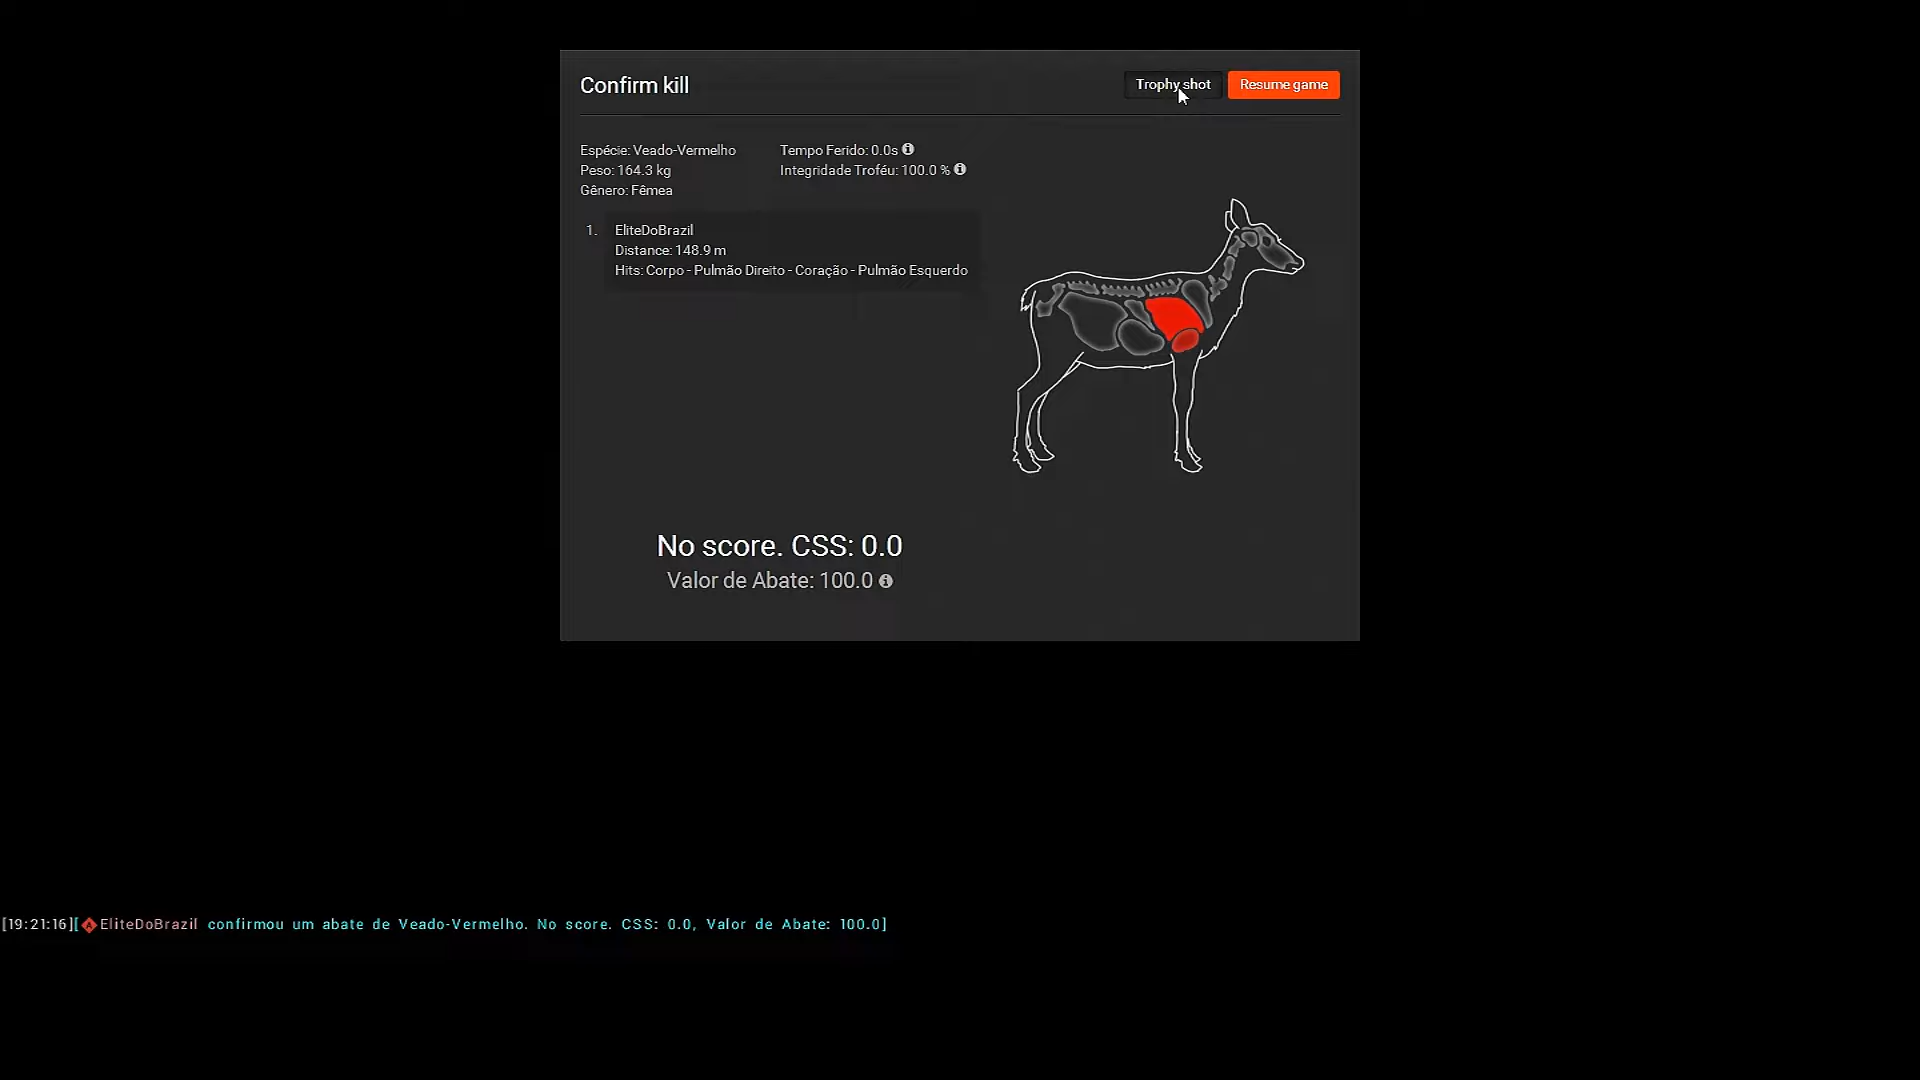 Confirm kill
Trophy shot
Resume game
Espécie: Veado-Vermelho
Peso: 164.3 kg
Gênero: Fêmea
Tempo Ferido: 0.0s
Integridade Troféu: 100.0 %
1. EliteDoBrazil
Distance: 148.9 m
Hits: Corpo - Pulmão Direito - Coração - Pulmão Esquerdo
No score. CSS: 0.0
Valor de Abate: 100.0
[19:21:16][EliteDoBrazil confirmou um abate de Veado-Vermelho. No score. CSS: 0.0, Valor de Abate: 100.0]